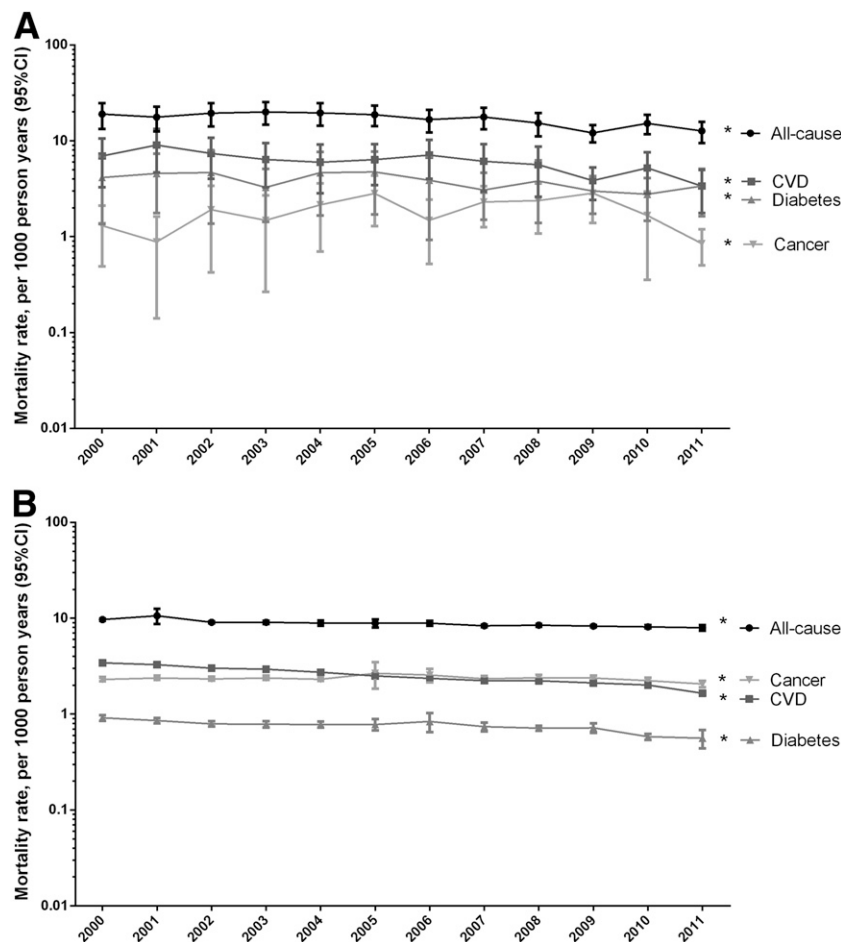 A
Mortality rate, per 1000 person years (95%CI)
100
10
1
0.1
0.01
* All-cause
* CVD
* Diabetes
* Cancer
2000 2001 2002 2003 2004 2005 2006 2007 2008 2009 2010 2011
B
Mortality rate, per 1000 person years (95%CI)
100
10
1
0.1
0.01
* All-cause
* Cancer
* CVD
* Diabetes
2000 2001 2002 2003 2004 2005 2006 2007 2008 2009 2010 2011